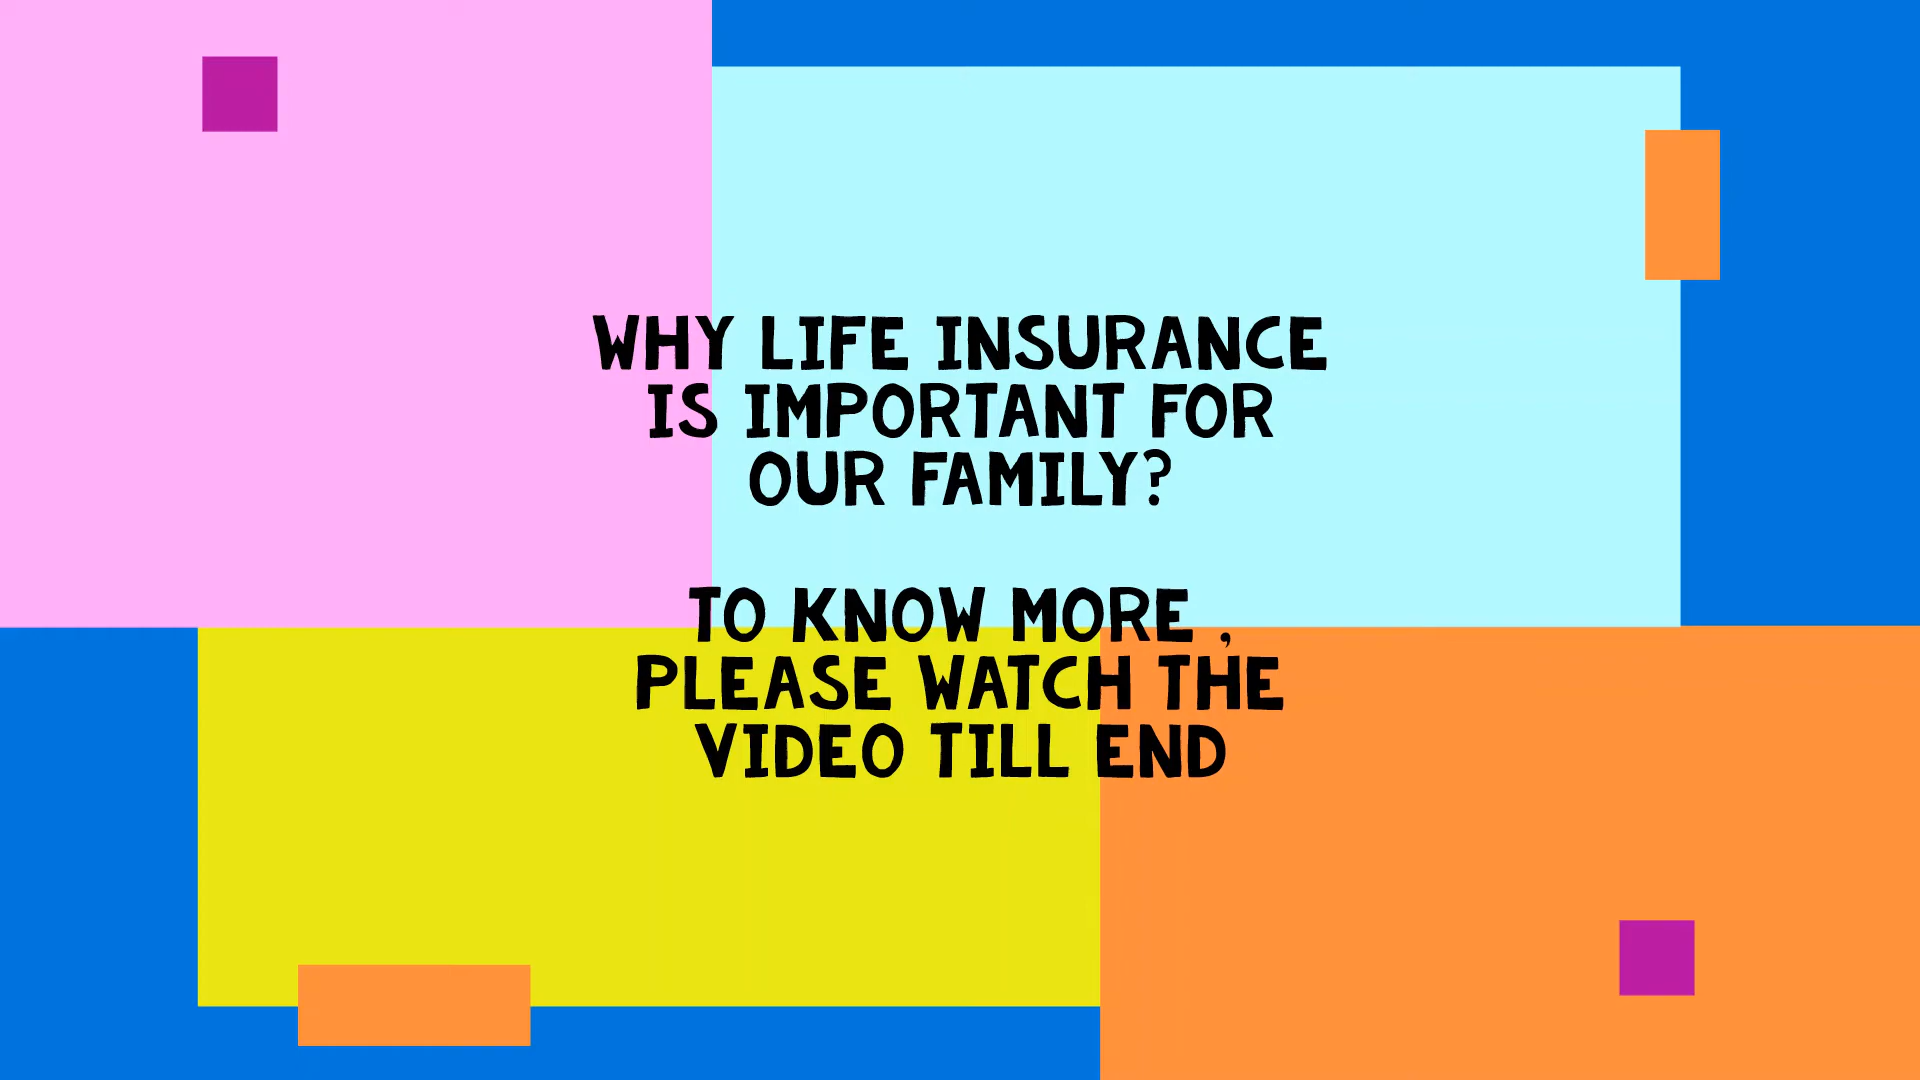 WHY LIFE INSURANCE
IS IMPORTANT FOR
OUR FAMILY?
TO KNOW MORE ,
PLEASE WATCH THE
VIDEO TILL END